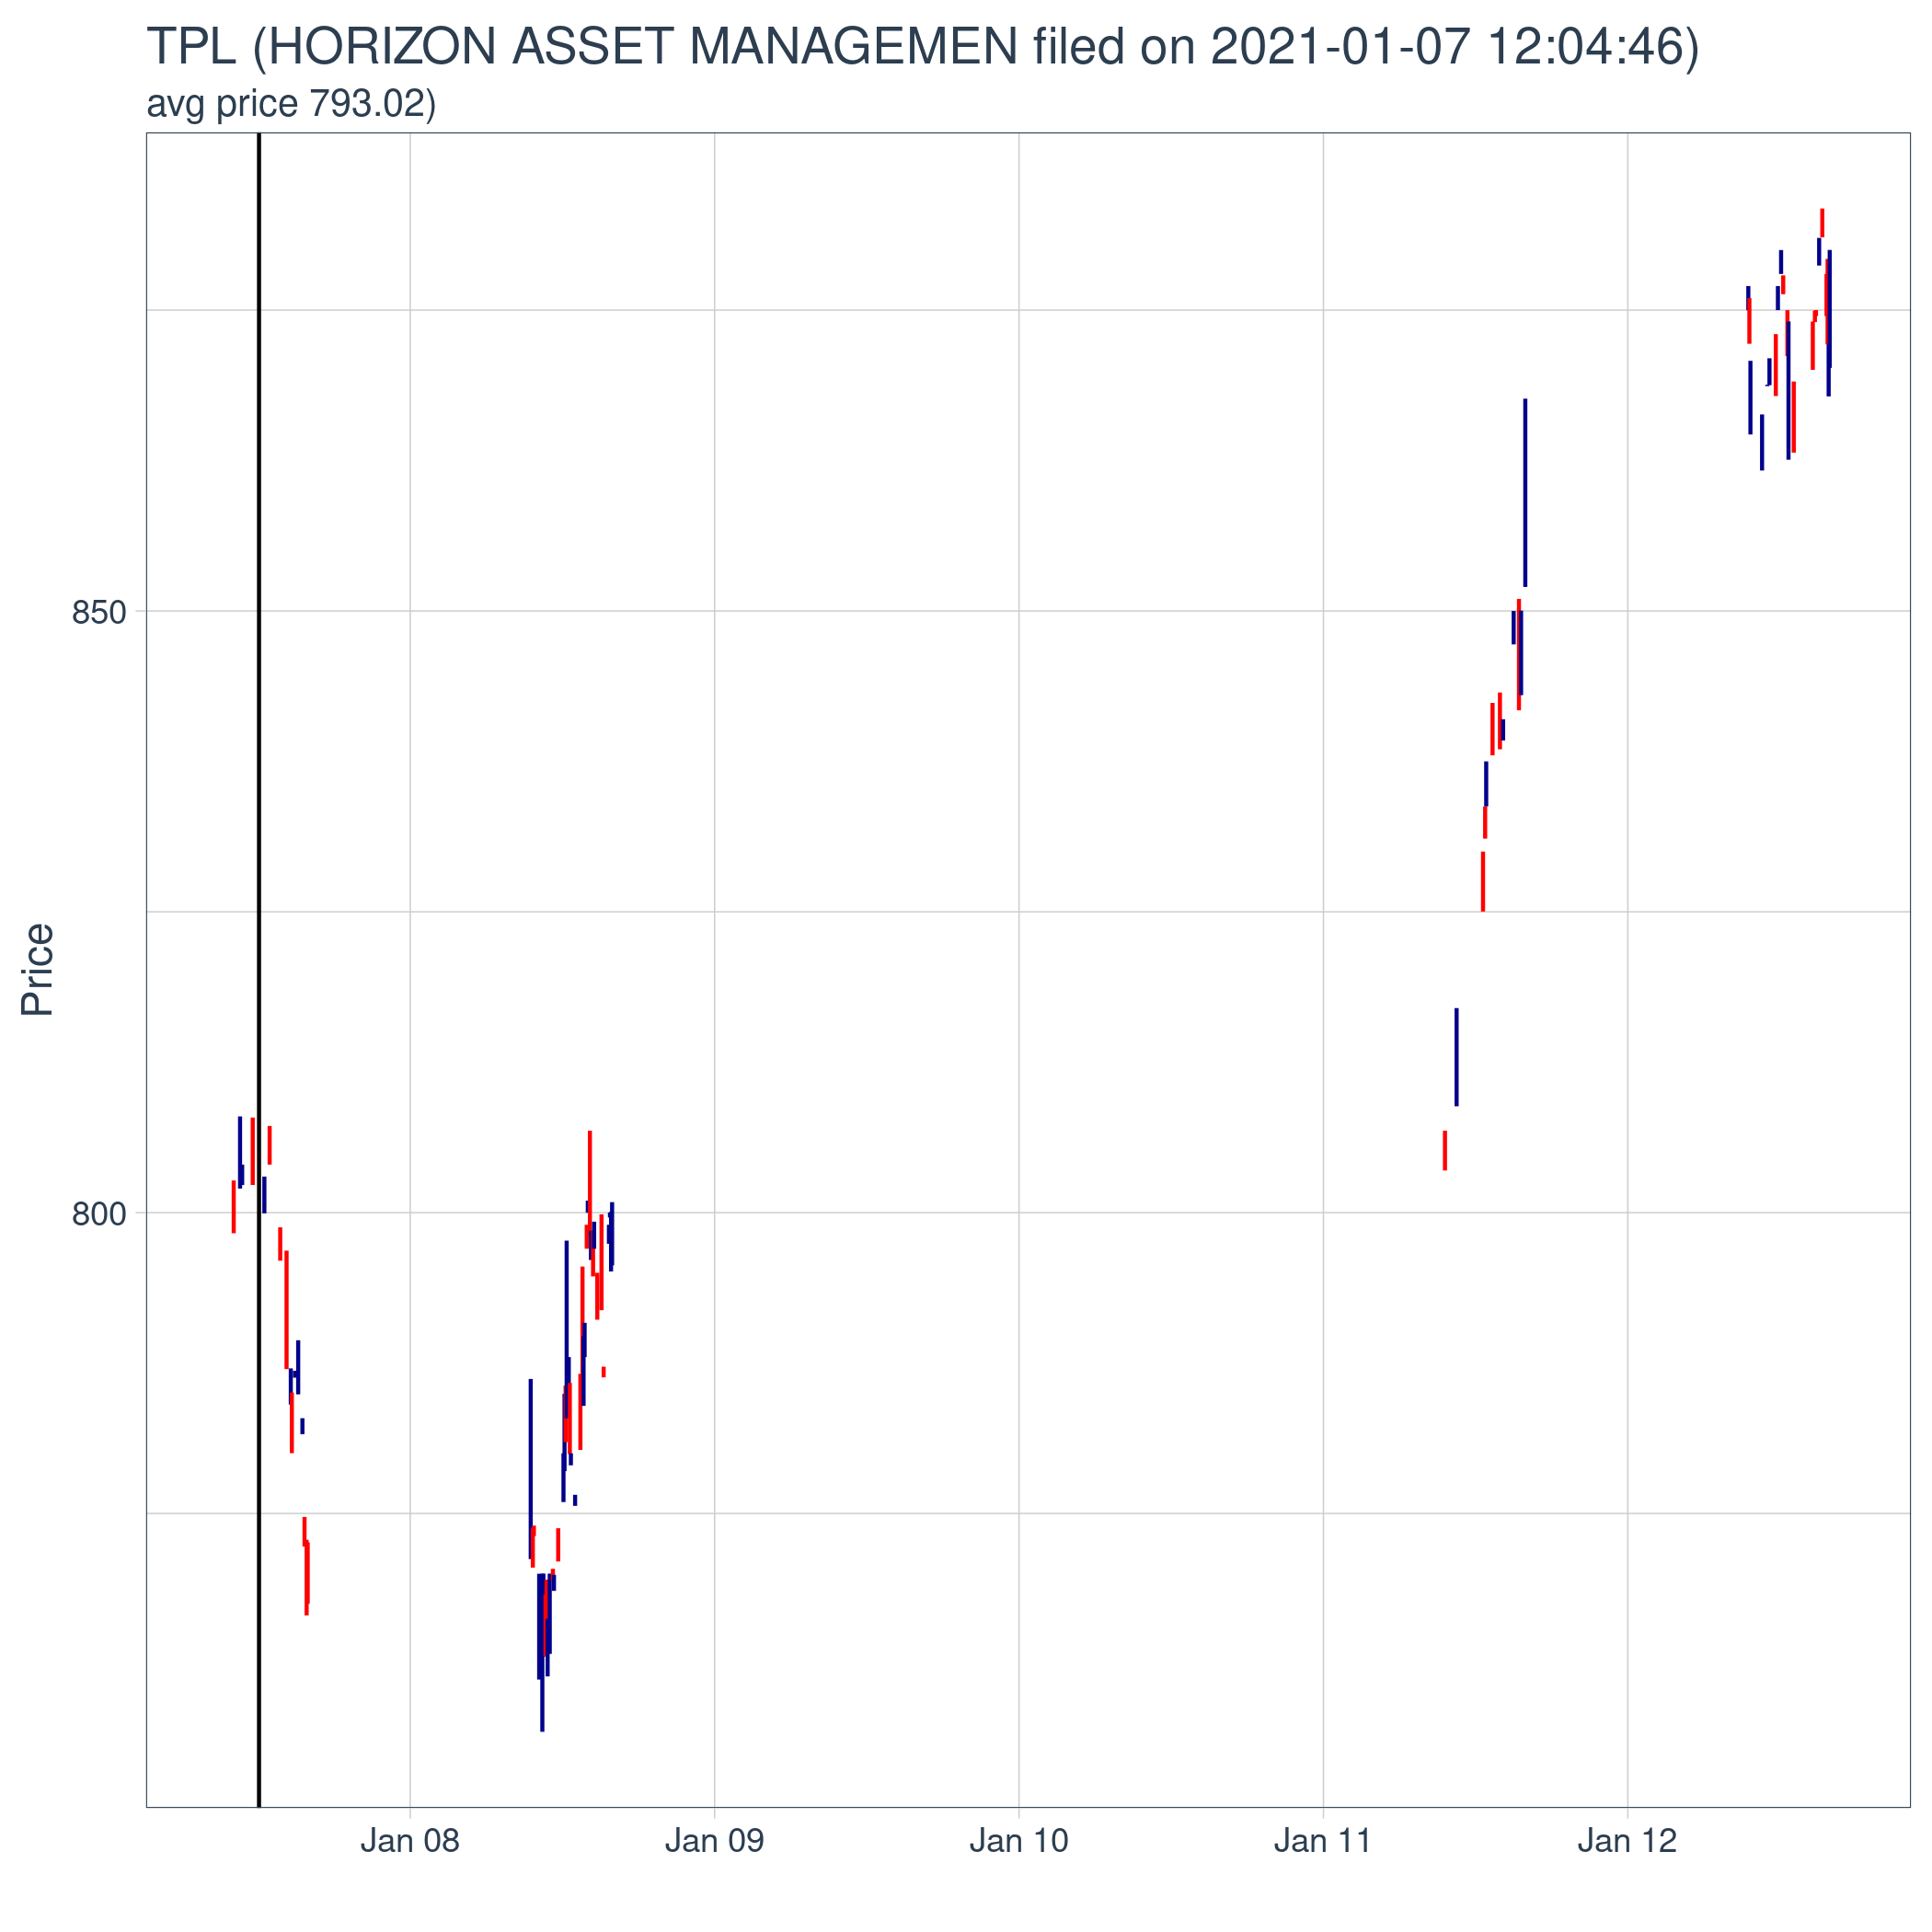 TPL (HORIZON ASSET MANAGEMEN filed on 2021-01-07 12:04:46)
avg price 793.02)
850
Price
800
Jan 08
Jan 09
Jan 10
Jan 11
Jan 12